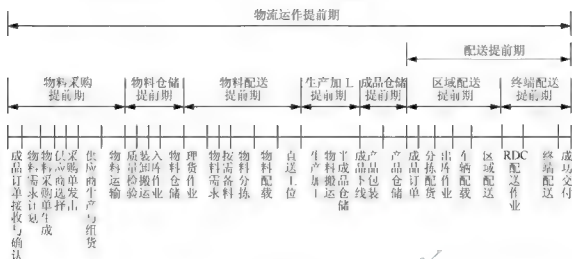 物流运作提前期
配送提前期
物料采购
提前期
物料仓储
提前期
物料配送
提前期
生产加工
提前期
成品仓储
提前期
区域配送
提前期
终端配送
提前期
成品订单接收与确认
物料需求计划
物料采购单生成
供应商选择
采购单发出
供应商生产与组货
物料运输
质量检验
装卸搬运
入库作业
物料仓储
理货作业
物料需求
按需备料
物料分拣
物料配载
直送工位
生产加工
物料搬运
半成品仓储
成品下线
产品包装
产品仓储
成品订单
分拣配货
出库作业
车辆配载
区域配送
RDC配送作业
终端配送
成功交付